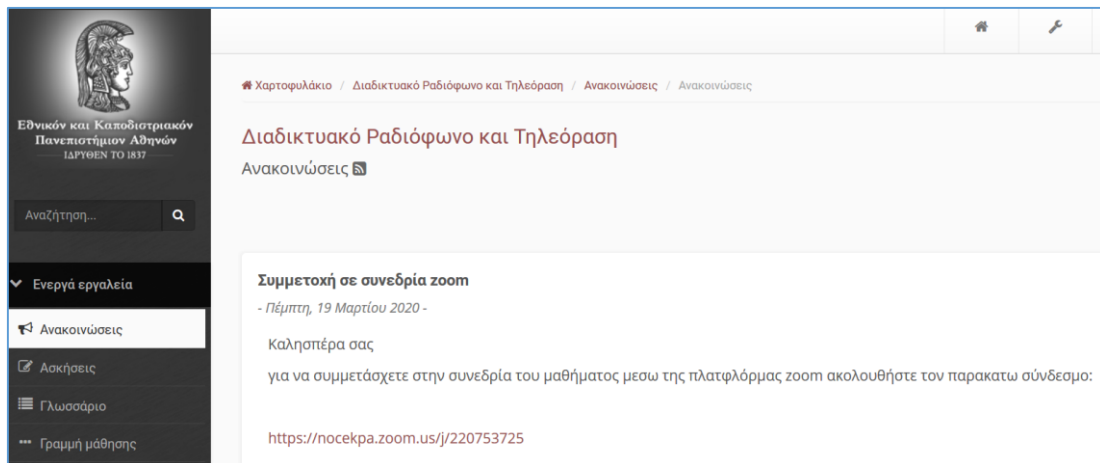 Εθνικόν και Καποδιστριακόν
Πανεπιστήμιον Αθηνών
ΙΔΡΥΘΕΝ ΤΟ 1837
Αναζήτηση...
Ενεργά εργαλεία
Ανακοινώσεις
Ασκήσεις
Γλωσσάριο
Γραμμή μάθησης
Χαρτοφυλάκιο / Διαδικτυακό Ραδιόφωνο και Τηλεόραση / Ανακοινώσεις / Ανακοινώσεις
Διαδικτυακό Ραδιόφωνο και Τηλεόραση
Ανακοινώσεις
Συμμετοχή σε συνεδρία zoom
- Πέμπτη, 19 Μαρτίου 2020 -
Καλησπέρα σας
για να συμμετάσχετε στην συνεδρία του μαθήματος μεσω της πλατφλόρμας zoom ακολουθήστε τον παρακατω σύνδεσμο:
https://nocekpa.zoom.us/j/220753725